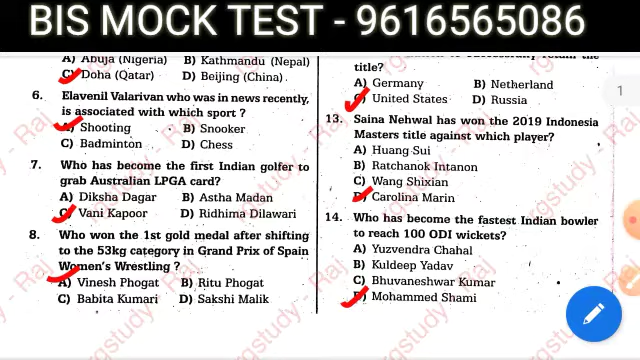 BIS MOCK TEST - 9616565086
A) Abuja (Nigeria) B) Kathmandu (Nepal)
C) Doha (Qatar) D) Beijing (China)
6. Elavenil Valarivan who was in news recently,
is associated with which sport ?
A) Shooting B) Snooker
C) Badminton D) Chess
7. Who has become the first Indian golfer to
grab Australian LPGA card?
A) Diksha Dagar B) Astha Madan
C) Vani Kapoor D) Ridhima Dilawari
8. Who won the 1st gold medal after shifting
to the 53kg category in Grand Prix of Spain
Women's Wrestling ?
A) Vinesh Phogat B) Ritu Phogat
C) Babita Kumari D) Sakshi Malik
retain the
title?
A) Germany B) Netherland
C) United States D) Russia
13. Saina Nehwal has won the 2019 Indonesia
Masters title against which player?
A) Huang Sui
B) Ratchanok Intanon
C) Wang Shixian
D) Carolina Marin
14. Who has become the fastest Indian bowler
to reach 100 ODI wickets?
A) Yuzvendra Chahal
B) Kuldeep Yadav
C) Bhuvaneshwar Kumar
D) Mohammed Shami
1
rgstudy - Raj